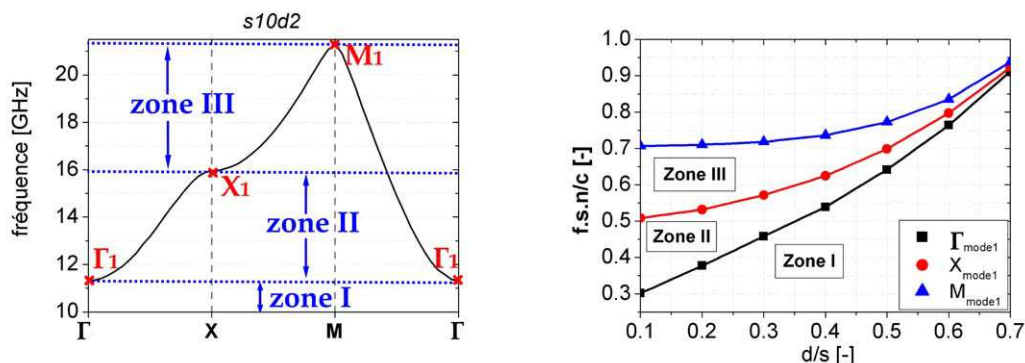 s10d2
fréquence [GHz]
20
18
16
14
12
10
zone III
zone II
zone I
M1
X1
Γ1
Γ1
Γ
X
M
Γ
f.s.n/c [-]
1.0
0.9
0.8
0.7
0.6
0.5
0.4
0.3
Zone III
Zone II
Zone I
Γmode1
Xmode1
Mmode1
0.1 0.2 0.3 0.4 0.5 0.6 0.7
d/s [-]